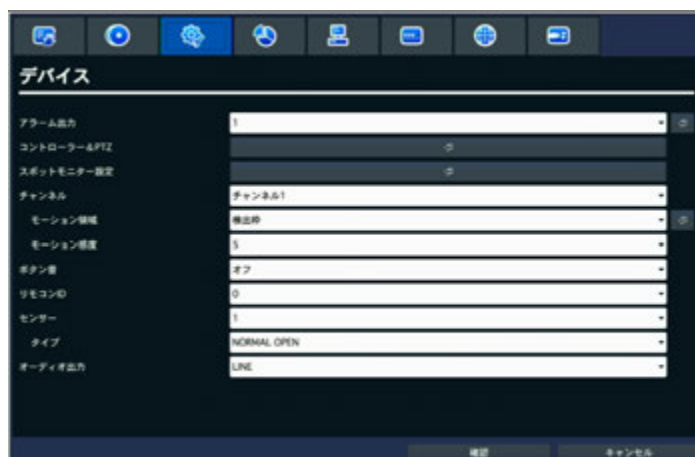 デバイス
アラーム出力 1
コントローラー&PTZ
スポットモニター設定
チャンネル チャンネル1
モーション領域 検出枠
モーション感度 5
ボタン音 オフ
リモコンID 0
センサー 1
タイプ NORMAL OPEN
オーディオ出力 LINE
確認 キャンセル